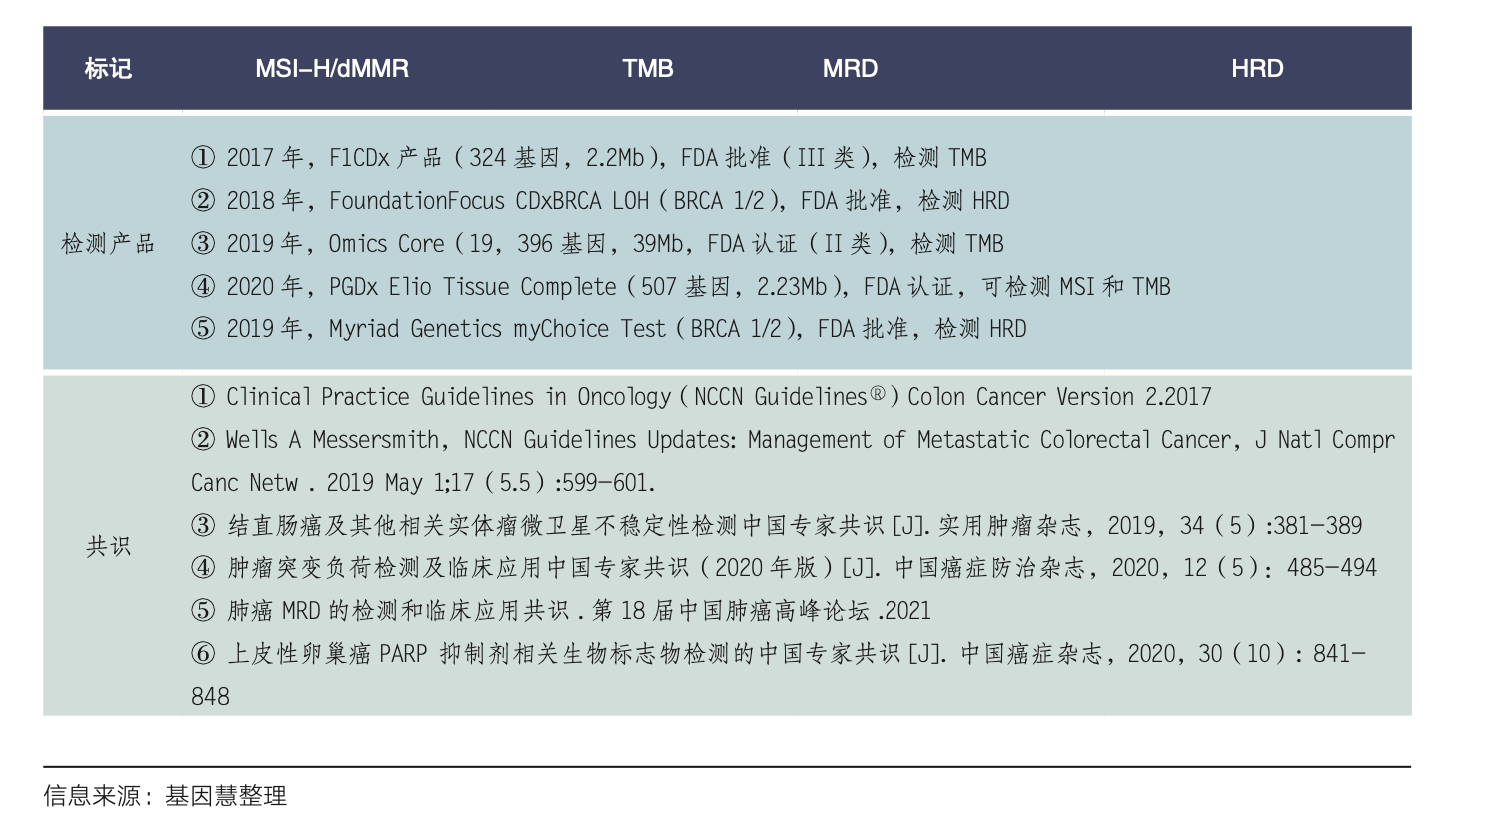 标记 MSI-H/dMMR TMB MRD HRD
① 2017 年，F1CDx 产品（324 基因，2.2Mb），FDA 批准（III 类），检测 TMB
② 2018 年，FoundationFocus CDxBRCA LOH（BRCA 1/2），FDA 批准，检测 HRD
检测产品 ③ 2019 年，Omics Core（19，396 基因，39Mb，FDA 认证（II 类），检测 TMB
④ 2020 年，PGDx Elio Tissue Complete（507 基因，2.23Mb），FDA 认证，可检测 MSI 和 TMB
⑤ 2019 年，Myriad Genetics myChoice Test（BRCA 1/2），FDA 批准，检测 HRD
① Clinical Practice Guidelines in Oncology（NCCN Guidelines®）Colon Cancer Version 2.2017
② Wells A Messersmith, NCCN Guidelines Updates: Management of Metastatic Colorectal Cancer, J Natl Compr
Canc Netw . 2019 May 1;17（5.5）:599-601.
③ 结直肠癌及其他相关实体瘤微卫星不稳定性检测中国专家共识[J]. 实用肿瘤杂志，2019，34（5）:381-389
共识
④ 肿瘤突变负荷检测及临床应用中国专家共识（2020 年版）[J]. 中国癌症防治杂志，2020，12（5）：485-494
⑤ 肺癌 MRD 的检测和临床应用共识 . 第 18 届中国肺癌高峰论坛 .2021
⑥ 上皮性卵巢癌 PARP 抑制剂相关生物标志物检测的中国专家共识[J]. 中国癌症杂志，2020，30（10）：841-
848
信息来源：基因慧整理